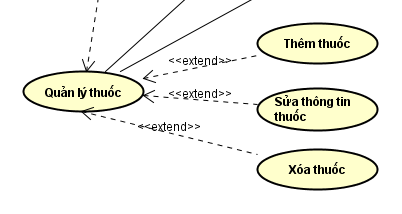 Thêm thuốc
<<extend>>
Quản lý thuốc
<<extend>>
Sửa thông tin
thuốc
<<extend>>
Xóa thuốc